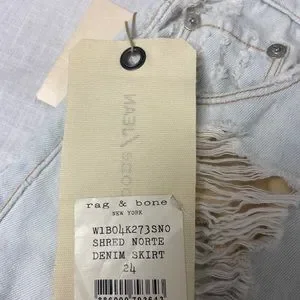 rag & bone
NEW YORK
W1B04K273SNO
SHRED NORTE
DENIM SKIRT
24